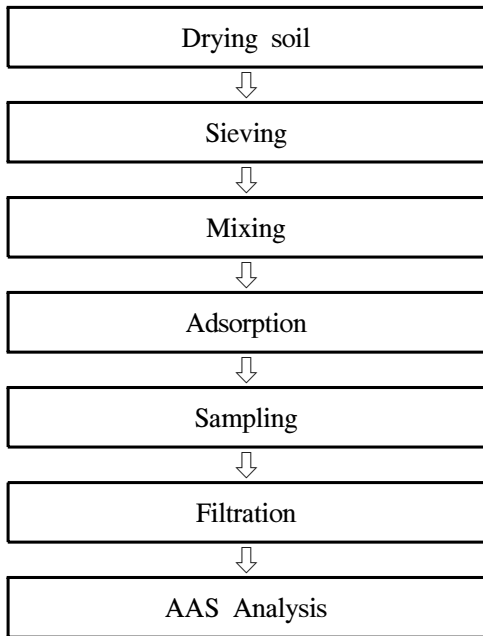 Drying soil
Sieving
Mixing
Adsorption
Sampling
Filtration
AAS Analysis